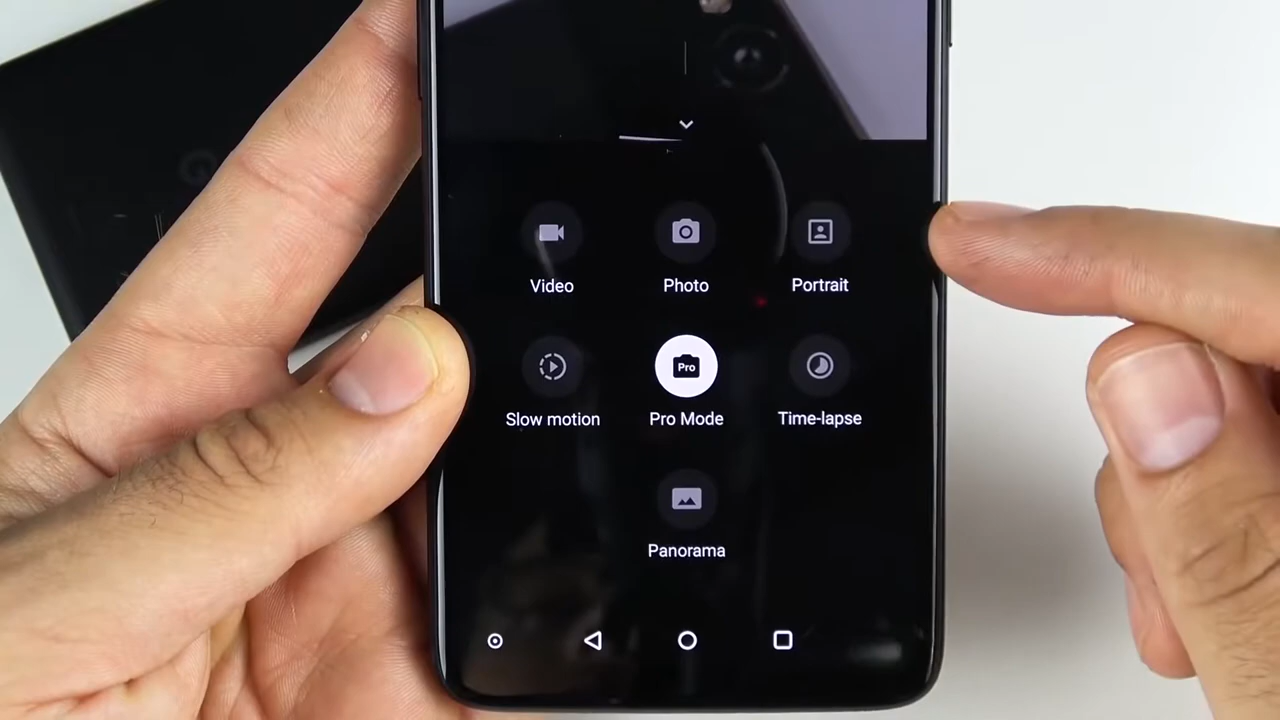 Video Photo Portrait
Pro
Slow motion Pro Mode Time-lapse
Panorama